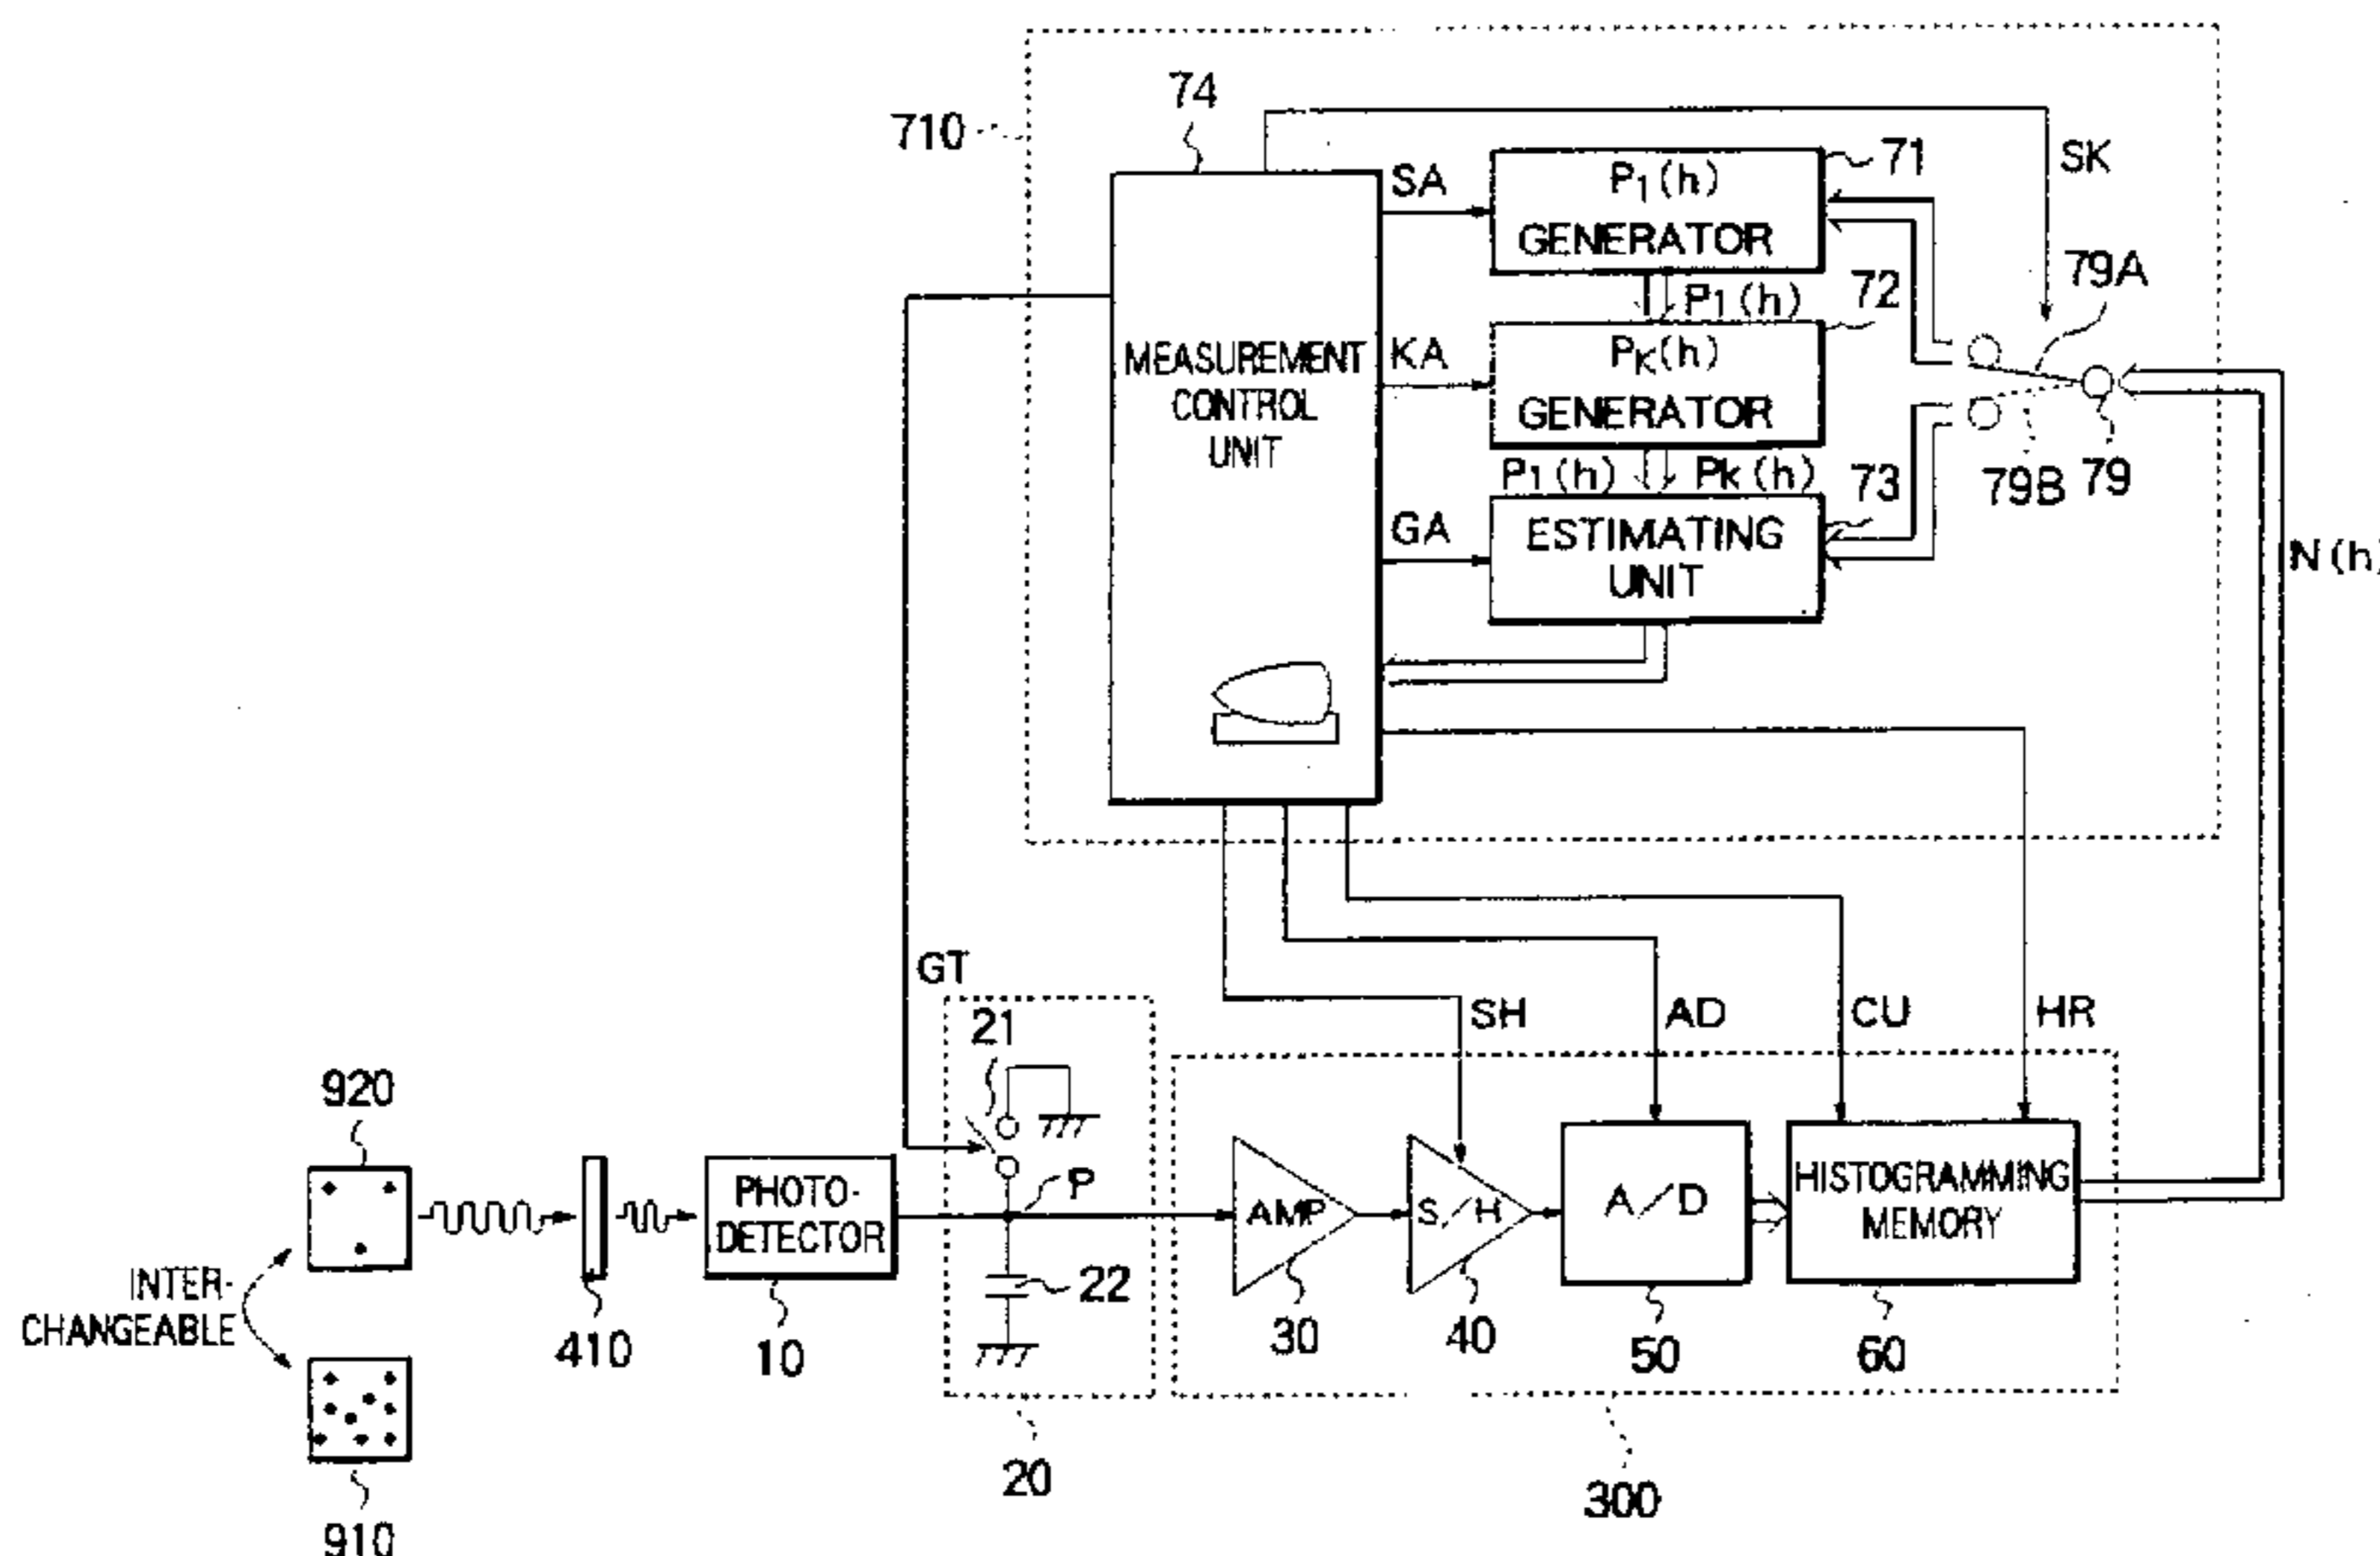 74
710
SK
SA
P1(h)
GENERATOR
71
P1(h)
72
79A
MEASUREMENT
CONTROL
UNIT
KA
PK(h)
GENERATOR
P1(h)
Pk(h)
73
79B
79
GA
ESTIMATING
UNIT
N(h)
GT
21
SH
AD
CU
HR
920
P
PHOTO-
DETECTOR
AMP
S/H
A/D
HISTOGRAMMING
MEMORY
INTER-
CHANGEABLE
22
410
10
30
40
50
60
20
300
910